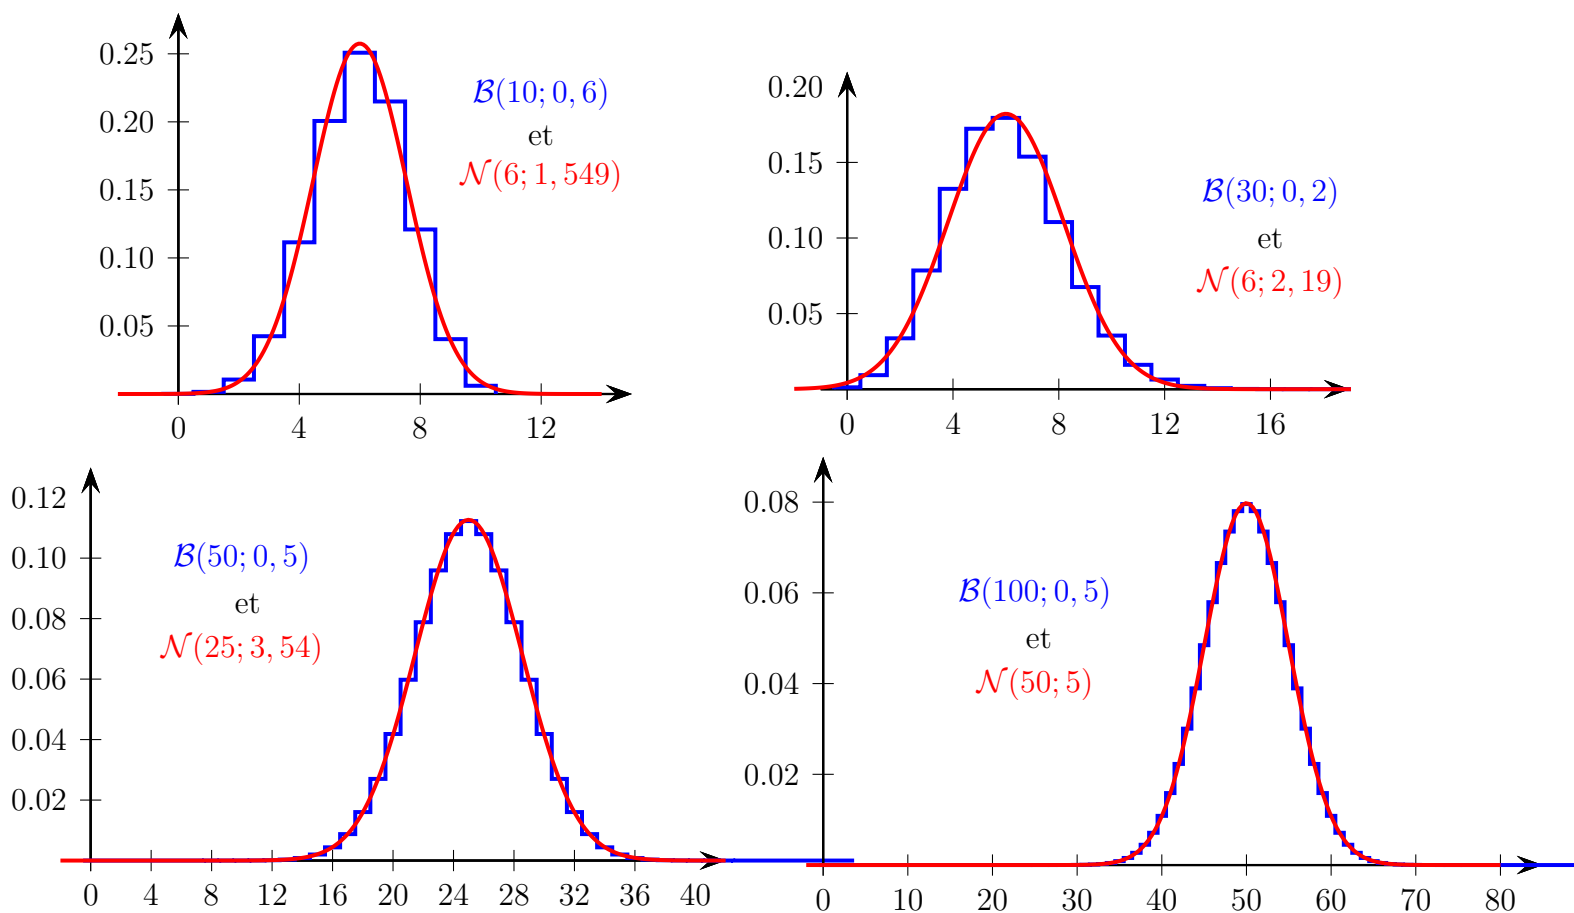 0.25
0.20
0.15
0.10
0.05
0 4 8 12
B(10; 0, 6)
et
N(6; 1, 549)
0.20
0.15
0.10
0.05
0 4 8 12 16
B(30; 0, 2)
et
N(6; 2, 19)
0.12
0.10
0.08
0.06
0.04
0.02
0 4 8 12 16 20 24 28 32 36 40
B(50; 0, 5)
et
N(25; 3, 54)
0.08
0.06
0.04
0.02
0 10 20 30 40 50 60 70 80
B(100; 0, 5)
et
N(50; 5)